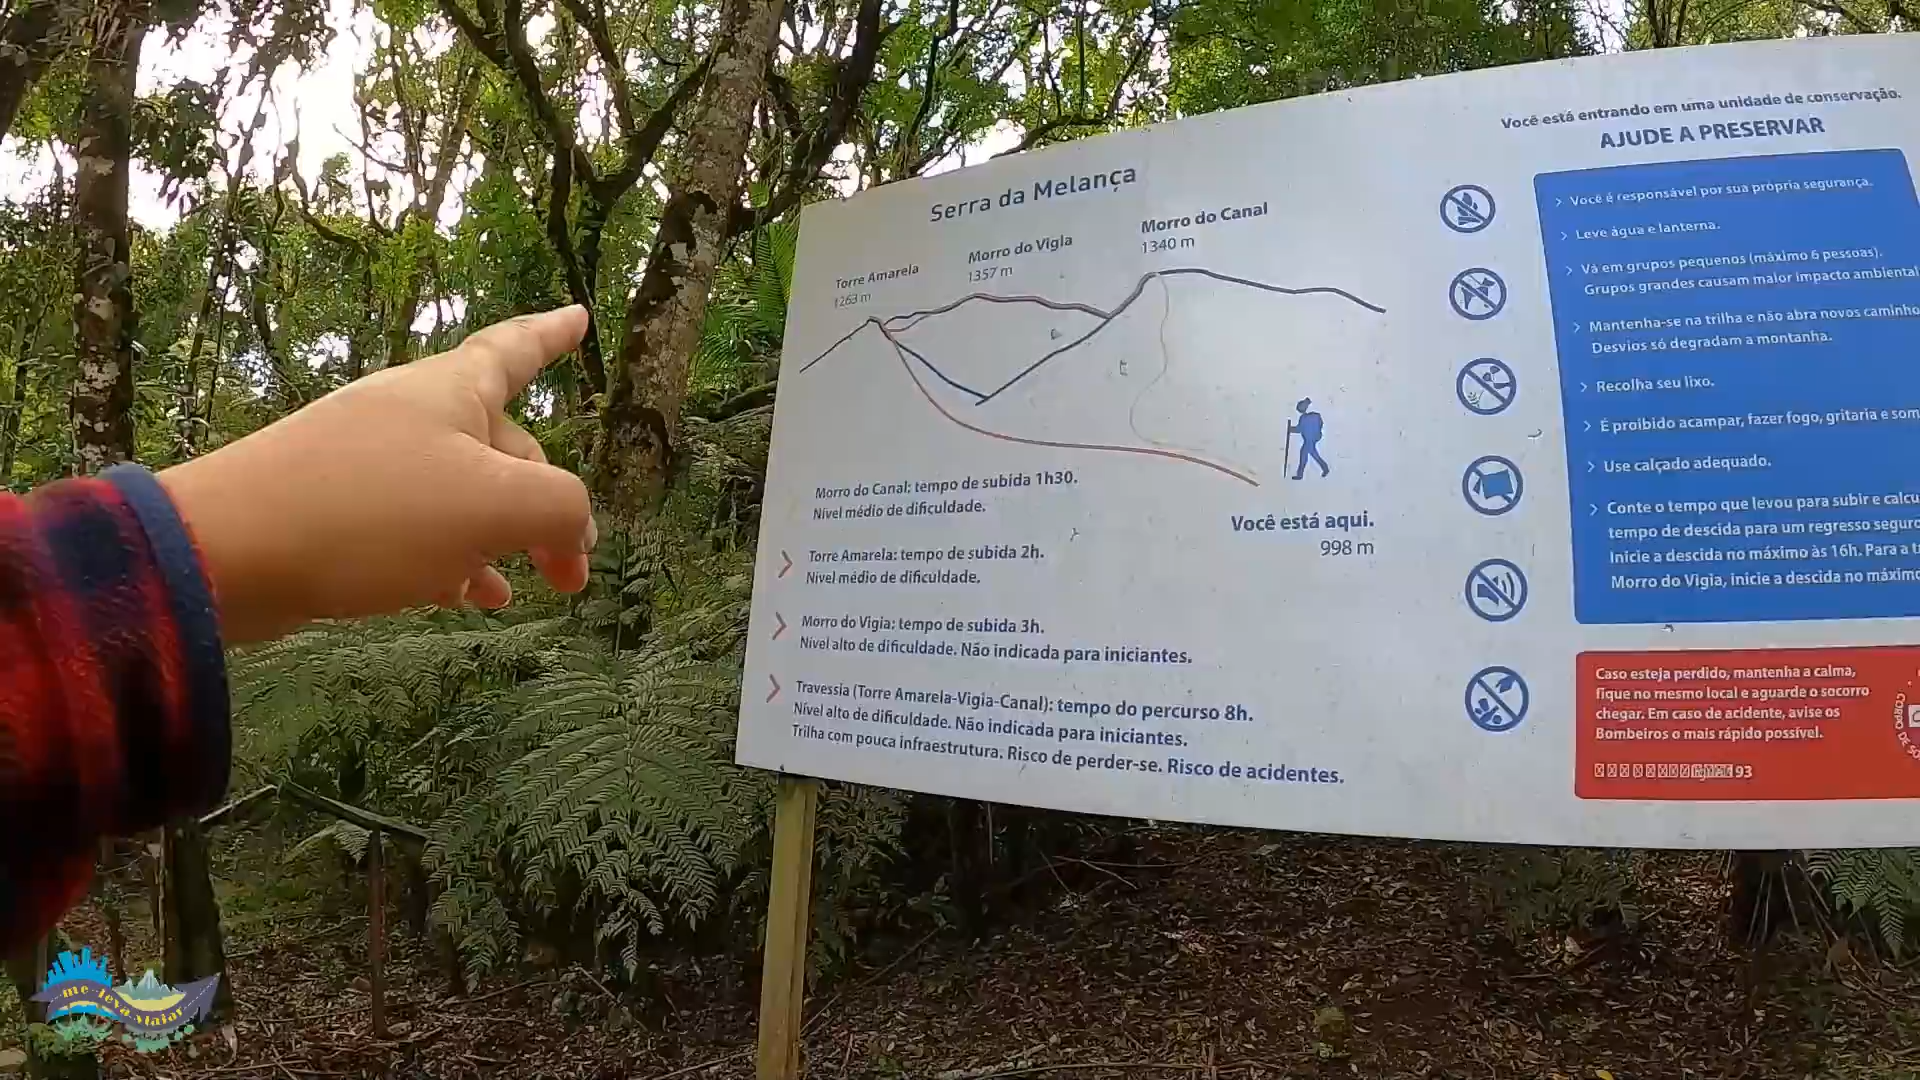 Serra da Melança
Torre Amarela
1263 m
Morro do Vigia
1357 m
Morro do Canal
1340 m
Você está aqui.
998 m
Morro do Canal: tempo de subida 1h30.
Nível médio de dificuldade.
Torre Amarela: tempo de subida 2h.
Nível médio de dificuldade.
Morro do Vigia: tempo de subida 3h.
Nível alto de dificuldade. Não indicada para iniciantes.
Travessia (Torre Amarela-Vigia-Canal): tempo do percurso 8h.
Nível alto de dificuldade. Não indicada para iniciantes.
Trilha com pouca infraestrutura. Risco de perder-se. Risco de acidentes.
Você está entrando em uma unidade de conservação.
AJUDE A PRESERVAR
Você é responsável por sua própria segurança.
Leve água e lanterna.
Vá em grupos pequenos (máximo 6 pessoas).
Grupos grandes causam maior impacto ambiental
Mantenha-se na trilha e não abra novos caminho
Desvios só degradam a montanha.
Recolha seu lixo.
É proibido acampar, fazer fogo, gritaria e som
Use calçado adequado.
Conte o tempo que levou para subir e calcu
tempo de descida para um regresso seguro
Inicie a descida no máximo às 16h. Para a t
Morro do Vigia, inicie a descida no máximo
Caso esteja perdido, mantenha a calma,
fique no mesmo local e aguarde o socorro
chegar. Em caso de acidente, avise os
Bombeiros o mais rápido possível.
93
CORPO DE SO
me leva viajar